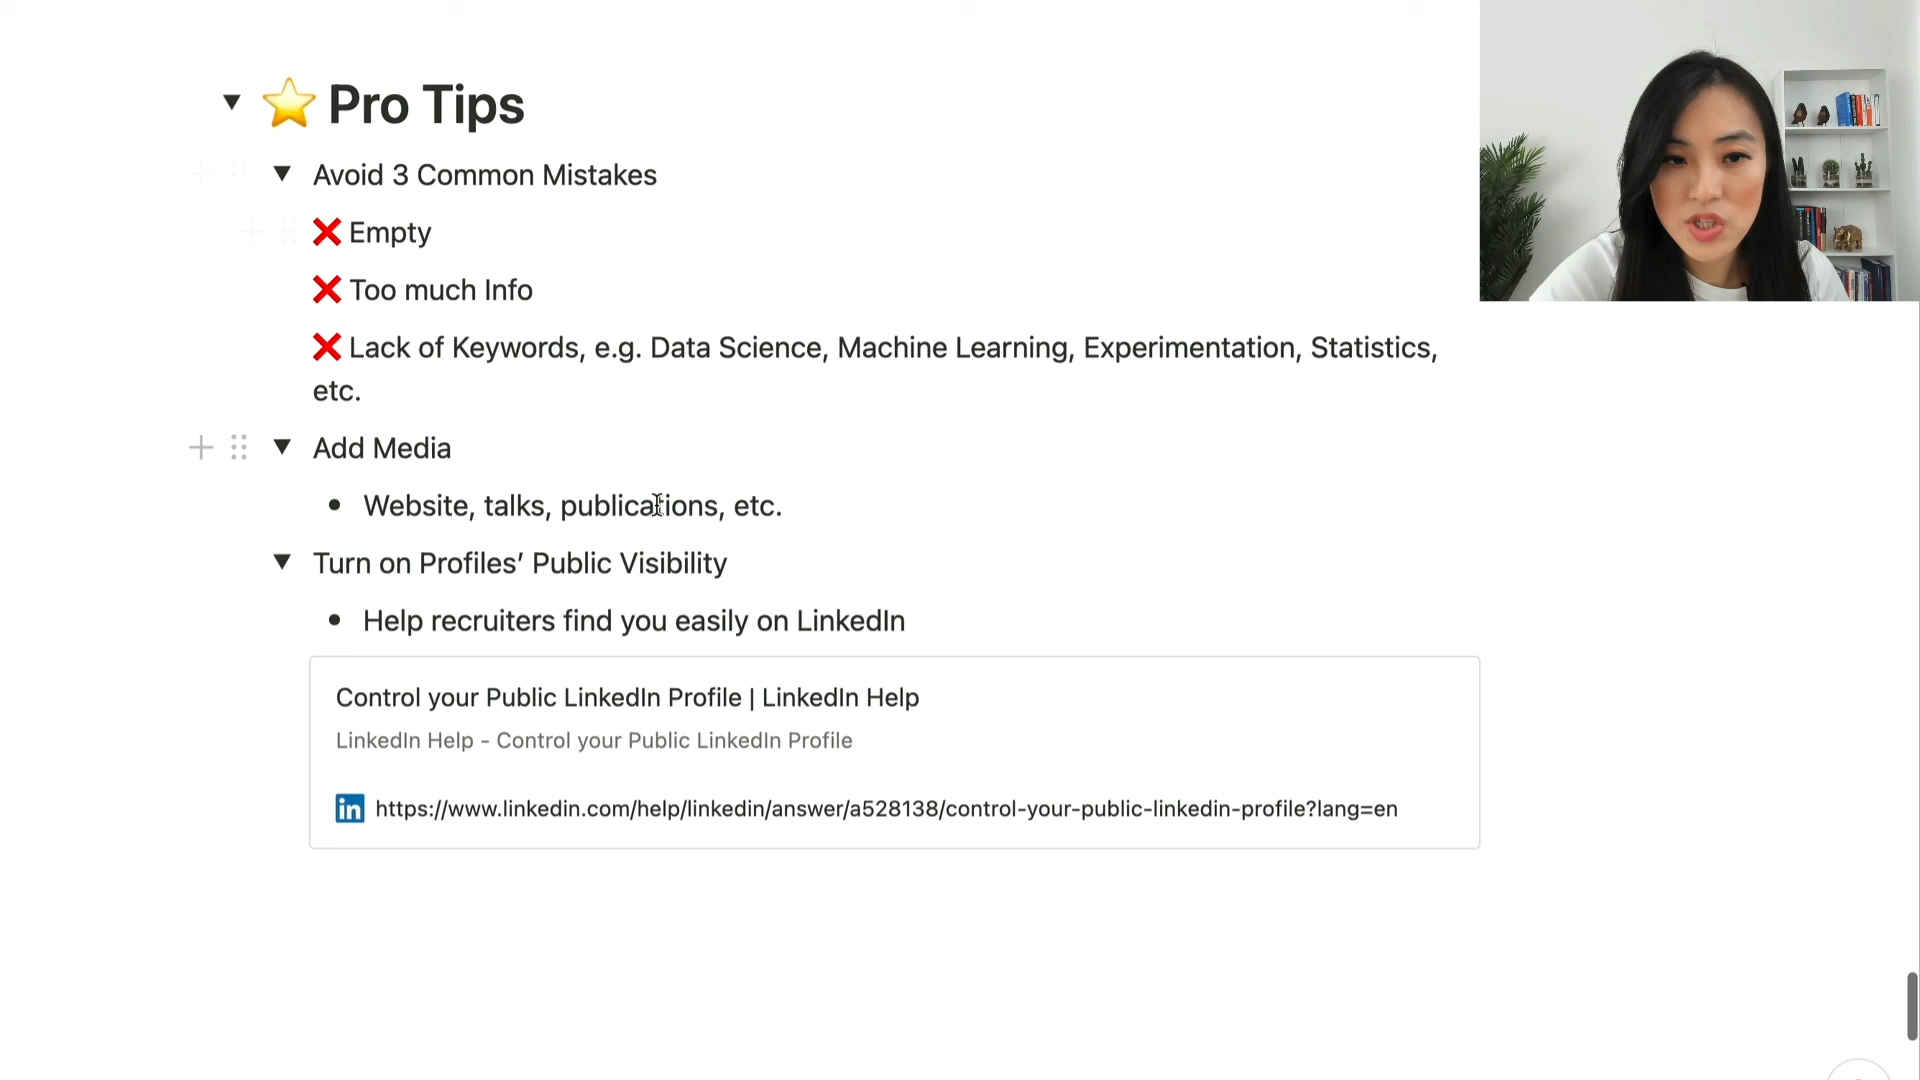 ⭐ Pro Tips
Avoid 3 Common Mistakes
❌ Empty
❌ Too much Info
❌ Lack of Keywords, e.g. Data Science, Machine Learning, Experimentation, Statistics,
etc.
Add Media
• Website, talks, publications, etc.
Turn on Profiles’ Public Visibility
• Help recruiters find you easily on LinkedIn
Control your Public LinkedIn Profile | LinkedIn Help
LinkedIn Help - Control your Public LinkedIn Profile
in https://www.linkedin.com/help/linkedin/answer/a528138/control-your-public-linkedin-profile?lang=en